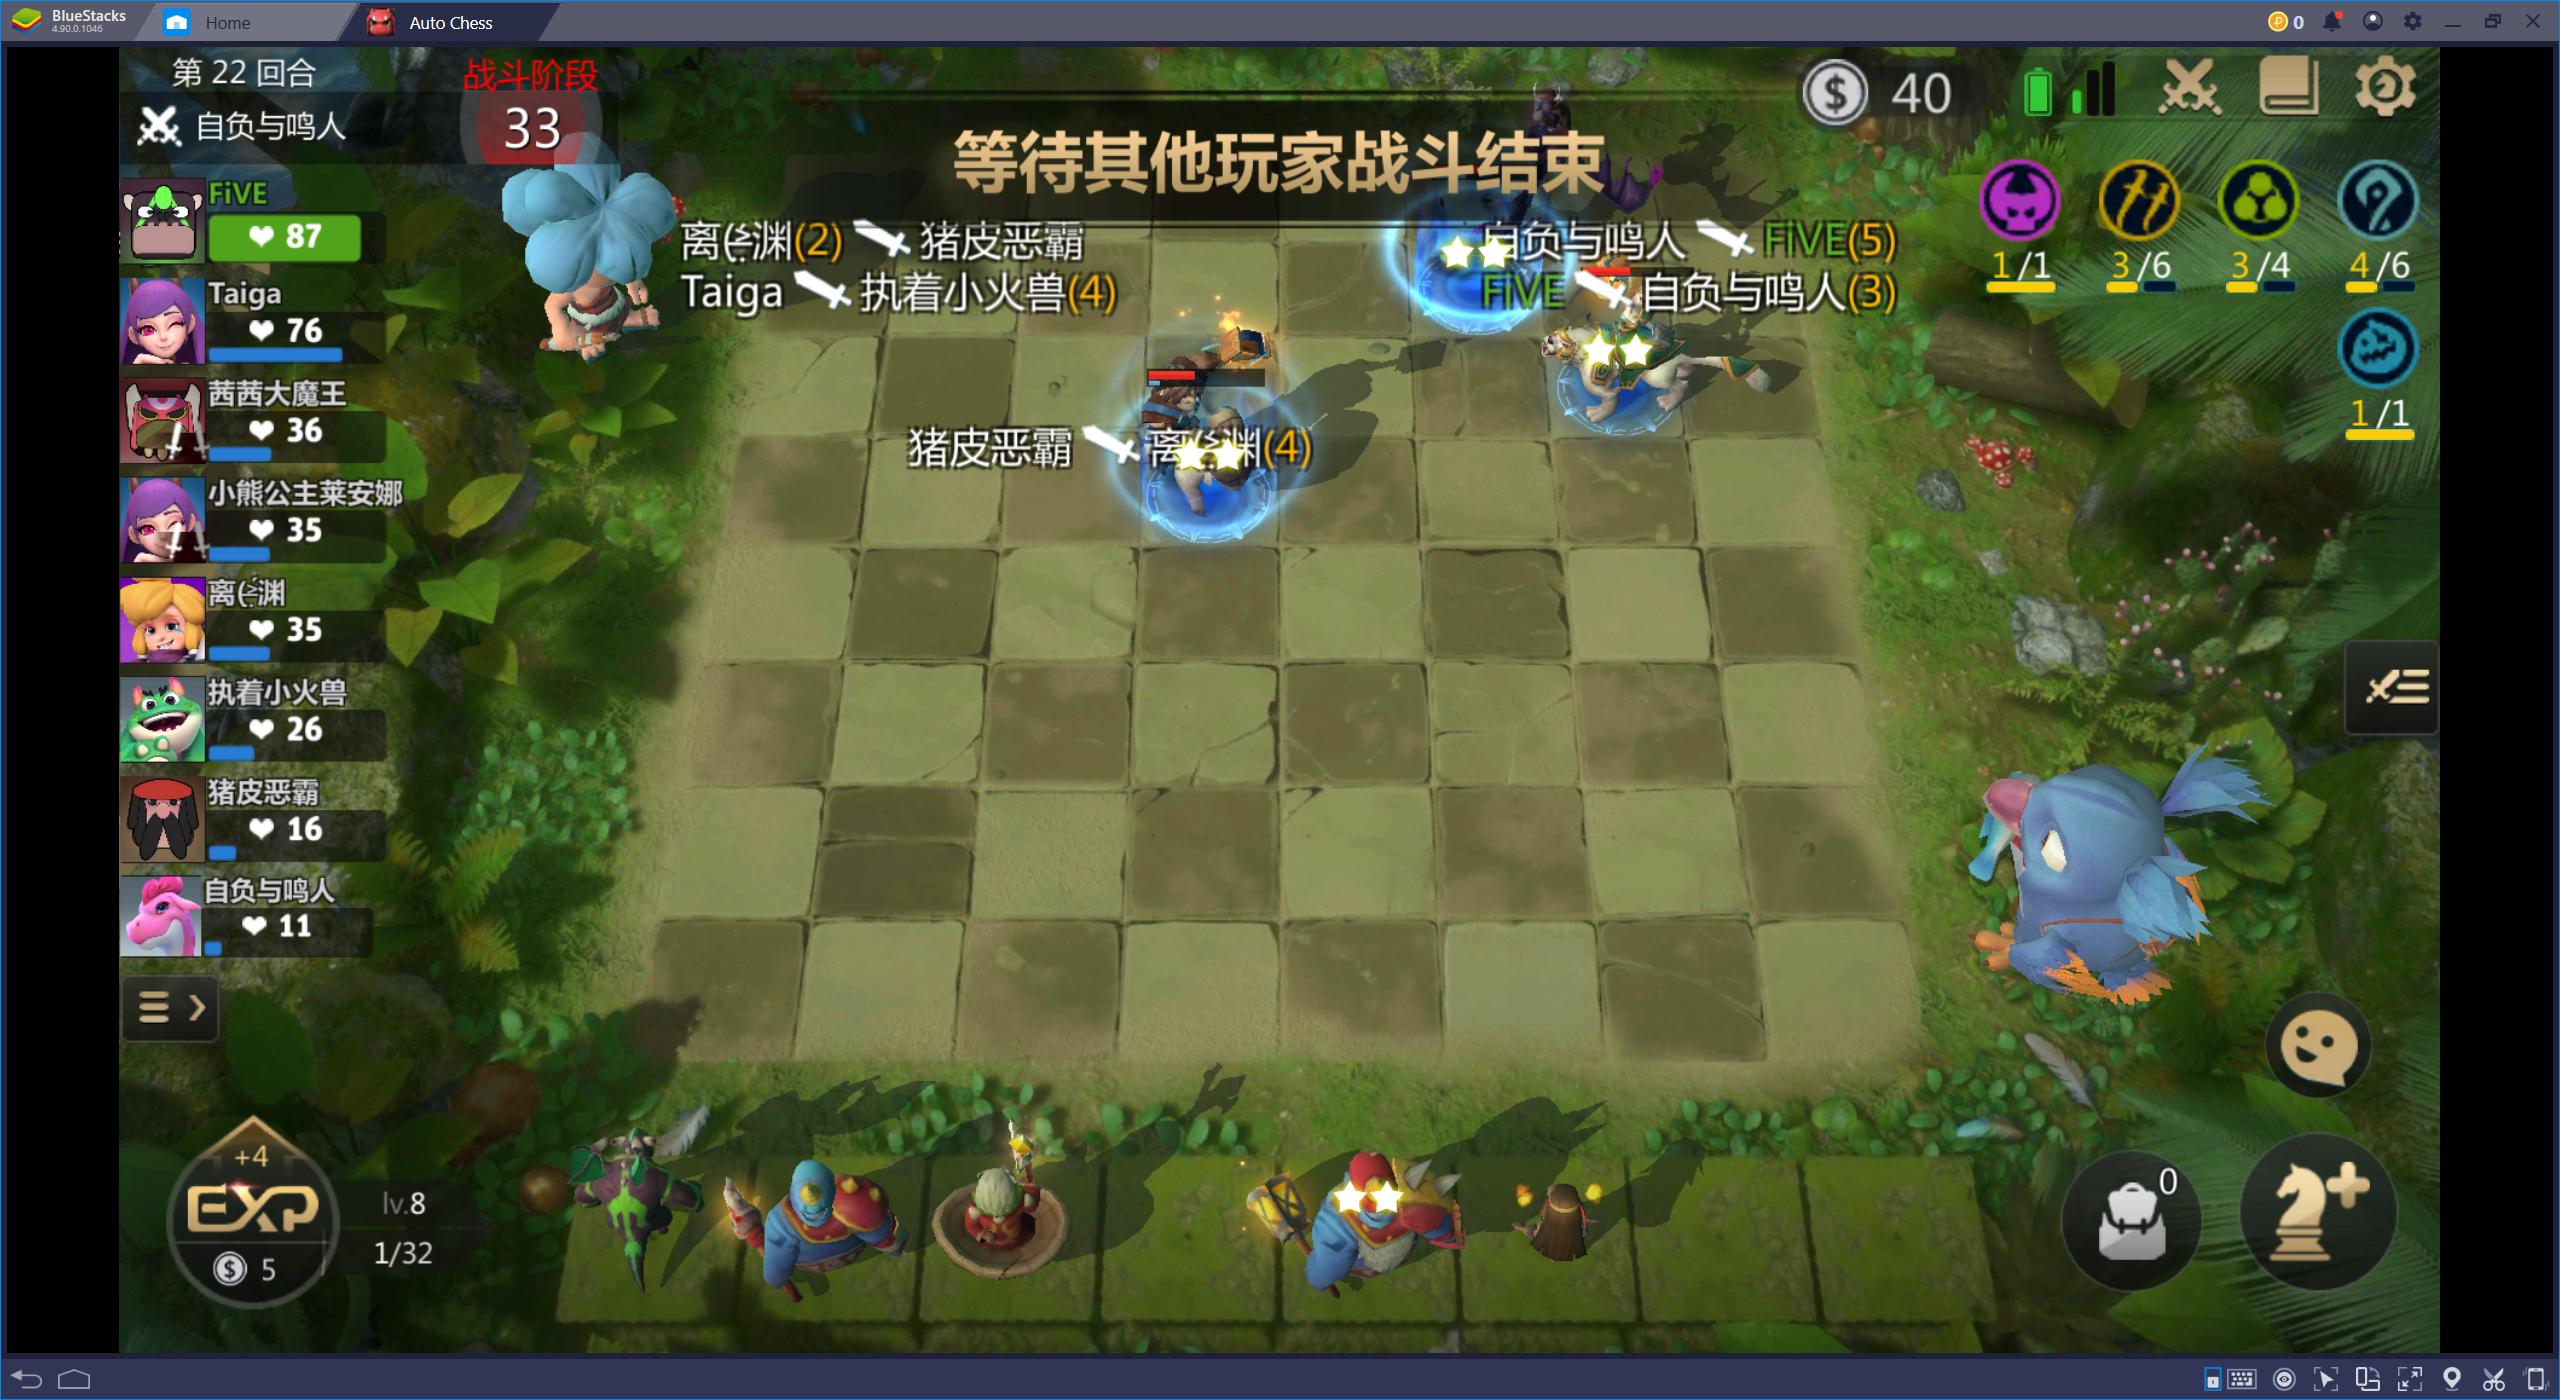 BlueStacks
4.90.0.1046
Home
Auto Chess
0
第 22 回合
战斗阶段
自负与鸣人
33
等待其他玩家战斗结束
40
FiVE
87
Taiga
76
茜茜大魔王
36
小熊公主莱安娜
35
35
执着小火兽
26
猪皮恶霸
16
自负与鸣人
11
(2) 猪皮恶霸
Taiga 执着小火兽(4)
自负与鸣人 FiVE(5)
FiVE 自负与鸣人(3)
猪皮恶霸 (4)
1/1
3/6
3/4
4/6
1/1
+4
EXP
5
lv.8
1/32
0